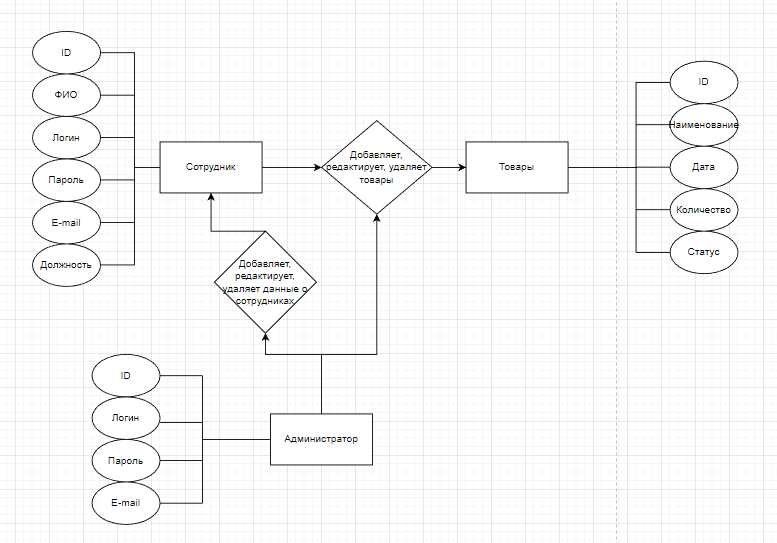 ID
ФИО
Логин
Пароль
E-mail
Должность
Сотрудник
Добавляет,
редактирует, удаляет
товары
Товары
ID
Наименование
Дата
Количество
Статус
Добавляет,
редактирует,
удаляет данные о
сотрудниках
ID
Логин
Пароль
E-mail
Администратор